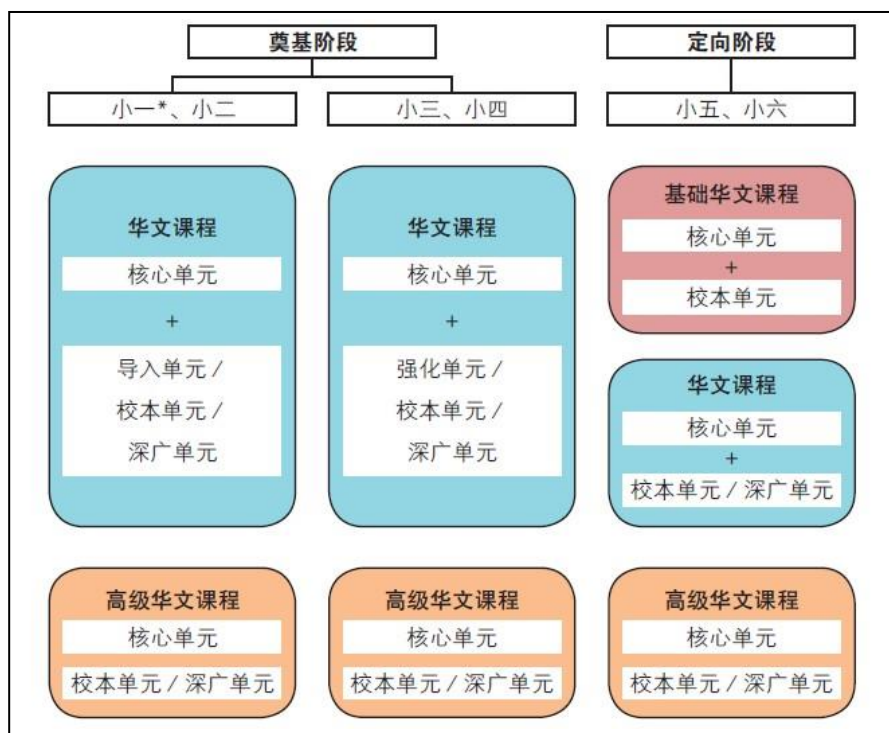 奠基阶段
定向阶段
小一*、小二
小三、小四
小五、小六
华文课程
核心单元
+
导入单元 /
校本单元 /
深广单元
华文课程
核心单元
+
强化单元 /
校本单元 /
深广单元
基础华文课程
核心单元
+
校本单元
华文课程
核心单元
+
校本单元 / 深广单元
高级华文课程
核心单元
校本单元 / 深广单元
高级华文课程
核心单元
校本单元 / 深广单元
高级华文课程
核心单元
校本单元 / 深广单元